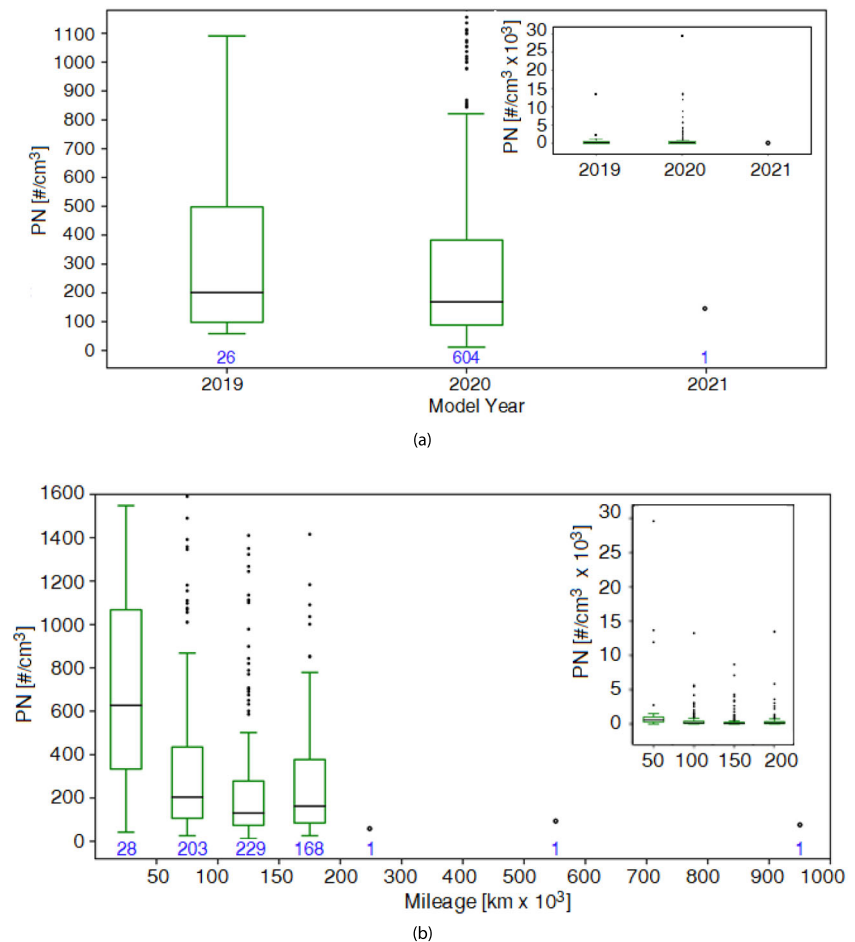 PN [#/cm³]
1100
1000
900
800
700
600
500
400
300
200
100
0
PN [#/cm³ x10³]
30
25
20
15
10
5
0
2019 2020 2021
26 604 1
2019 2020 2021
Model Year
(a)
PN [#/cm³]
1600
1400
1200
1000
800
600
400
200
0
PN [#/cm³ x 10³]
30
25
20
15
10
5
0
50 100 150 200
28 203 229 168 1 1 1
50 100 150 200 300 400 500 600 700 800 900 1000
Mileage [km x 10³]
(b)